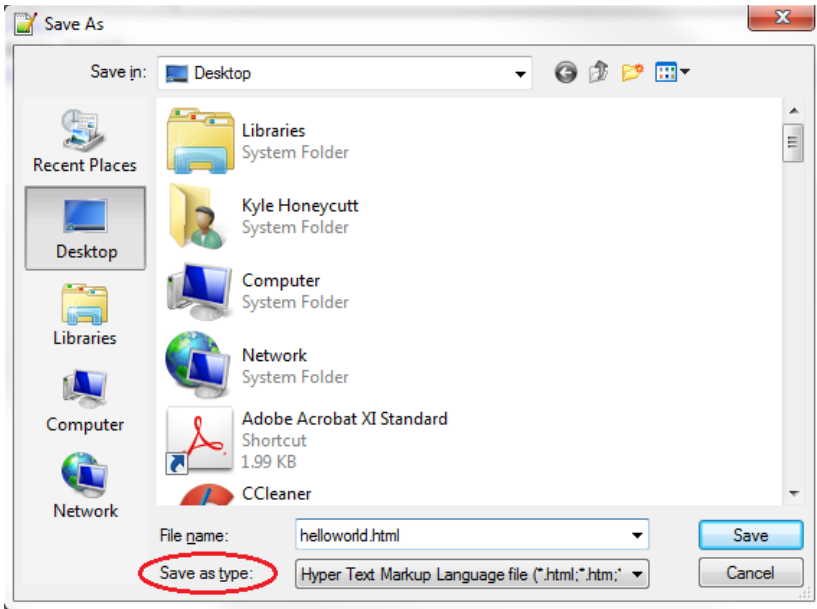 Save As
Save in:
Desktop
Recent Places
Desktop
Libraries
Computer
Network
Libraries
System Folder
Kyle Honeycutt
System Folder
Computer
System Folder
Network
System Folder
Adobe Acrobat XI Standard
Shortcut
1.99 KB
CCleaner
File name:
helloworld.html
Save
Save as type:
Hyper Text Markup Language file (*.html;*.htm;*
Cancel